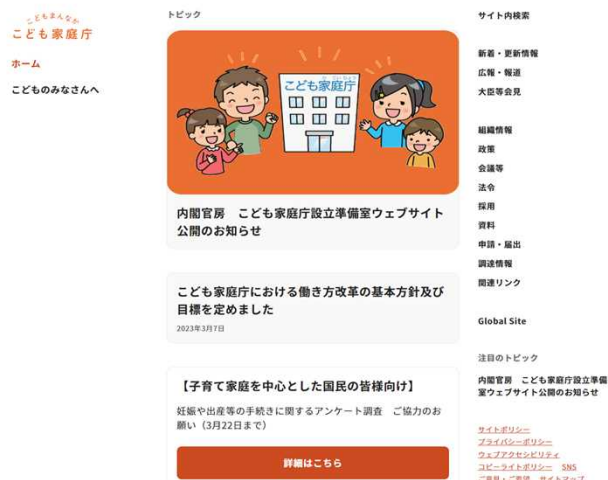 こどもまんなか
こども家庭庁
ホーム
こどものみなさんへ
トピック
こども家庭庁
内閣官房　こども家庭庁設立準備室ウェブサイト
公開のお知らせ
こども家庭庁における働き方改革の基本方針及び
目標を定めました
2023年3月7日
【子育て家庭を中心とした国民の皆様向け】
妊娠や出産等の手続きに関するアンケート調査　ご協力のお
願い（3月22日まで）
詳細はこちら
サイト内検索
新着・更新情報
広報・報道
大臣等会見
組織情報
政策
会議等
法令
採用
資料
申請・届出
調達情報
関連リンク
Global Site
注目のトピック
内閣官房　こども家庭庁設立準備
室ウェブサイト公開のお知らせ
サイトポリシー
プライバシーポリシー
ウェブアクセシビリティ
コピーライトポリシー　SNS
ご意見・ご要望　サイトマップ